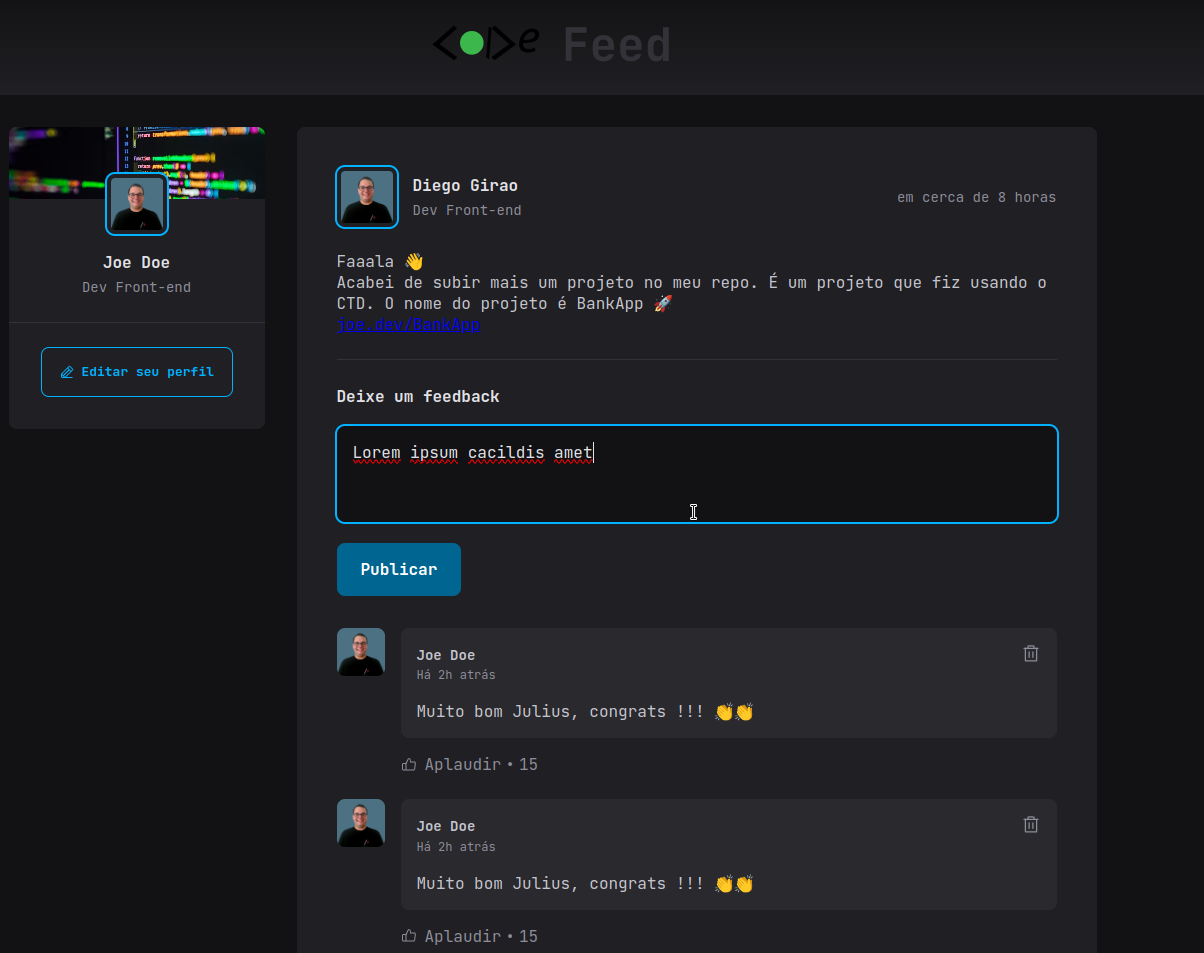 <ode Feed
Joe Doe
Dev Front-end
Editar seu perfil
Diego Girao
Dev Front-end
em cerca de 8 horas
Faaala 👋
Acabei de subir mais um projeto no meu repo. É um projeto que fiz usando o
CTD. O nome do projeto é BankApp 🚀
Deixe um feedback
Lorem ipsum cacildis amet
Publicar
Joe Doe
Há 2h atrás
Muito bom Julius, congrats !!! 👏👏
Aplaudir • 15
Joe Doe
Há 2h atrás
Muito bom Julius, congrats !!! 👏👏
Aplaudir • 15